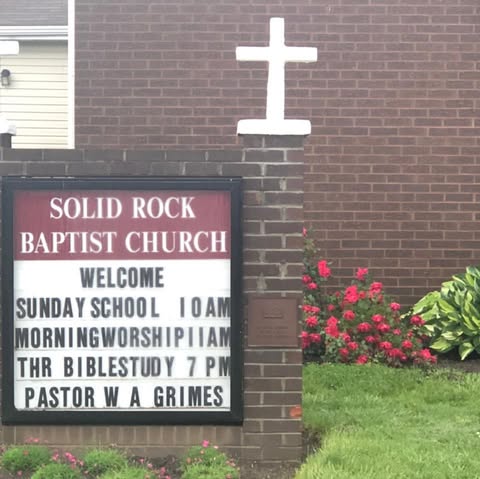 SOLID ROCK
BAPTIST CHURCH
WELCOME
SUNDAY SCHOOL 10AM
MORNINGWORSHIP11AM
THR BIBLESTUDY 7 PM
PASTOR W A GRIMES